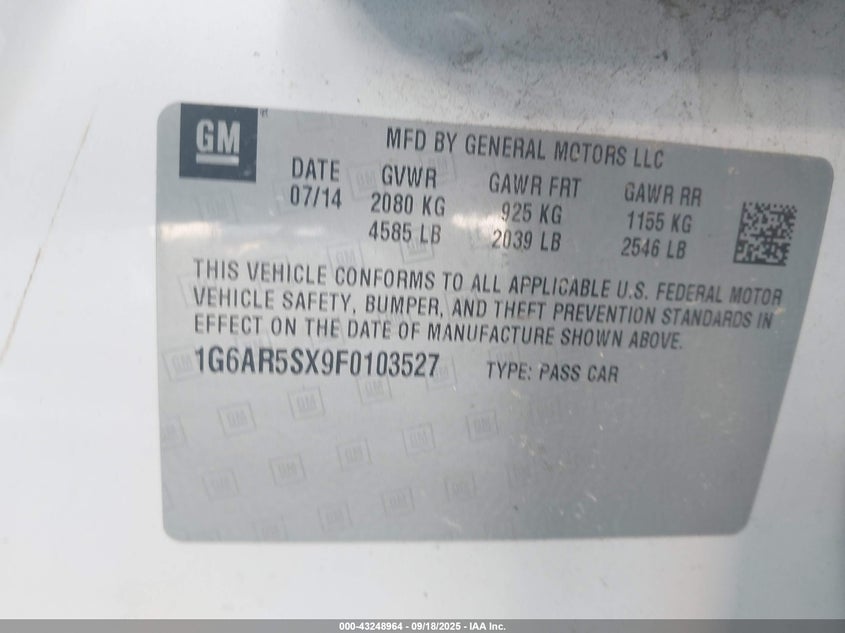 GM
MFD BY GENERAL MOTORS LLC
DATE GVWR GAWR FRT GAWR RR
07/14 2080 KG 925 KG 1155 KG
4585 LB 2039 LB 2546 LB
THIS VEHICLE CONFORMS TO ALL APPLICABLE U.S. FEDERAL MOTOR
VEHICLE SAFETY, BUMPER, AND THEFT PREVENTION STANDARDS IN
EFFECT ON THE DATE OF MANUFACTURE SHOWN ABOVE.
1G6AR5SX9F0103527 TYPE: PASS CAR
000-43248964 - 09/18/2025 - IAA Inc.